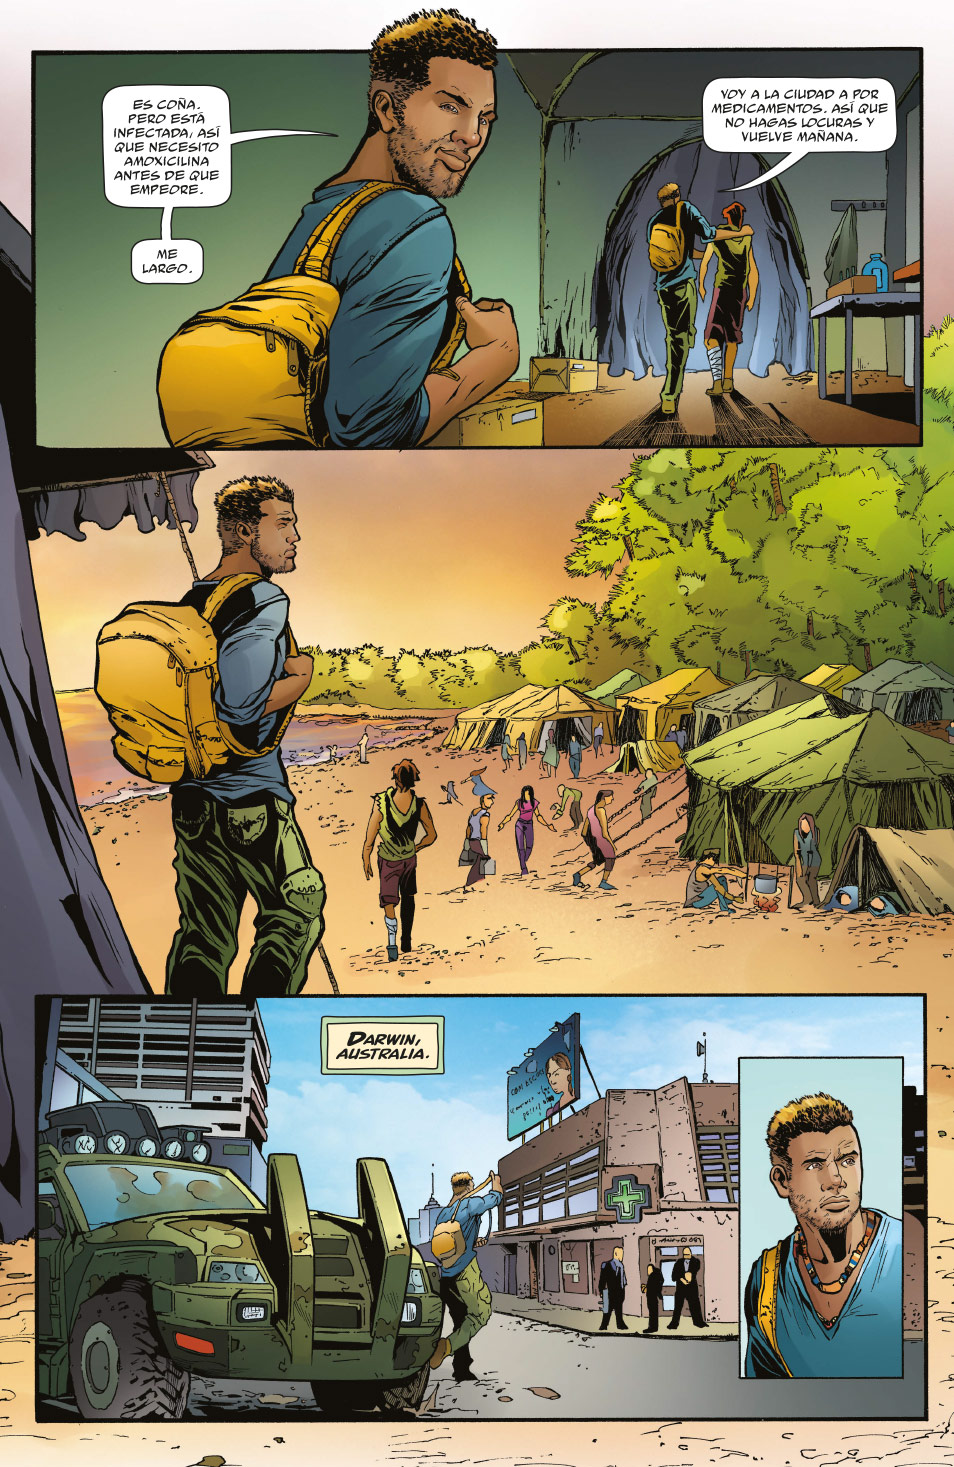 ES COÑA.
PERO ESTÁ
INFECTADA, ASÍ
QUE NECESITO
AMOXICILINA
ANTES DE QUE
EMPEORE.
ME
LARGO.
VOY A LA CIUDAD A POR
MEDICAMENTOS. ASÍ QUE
NO HAGAS LOCURAS Y
VUELVE MAÑANA.
DARWIN,
AUSTRALIA.